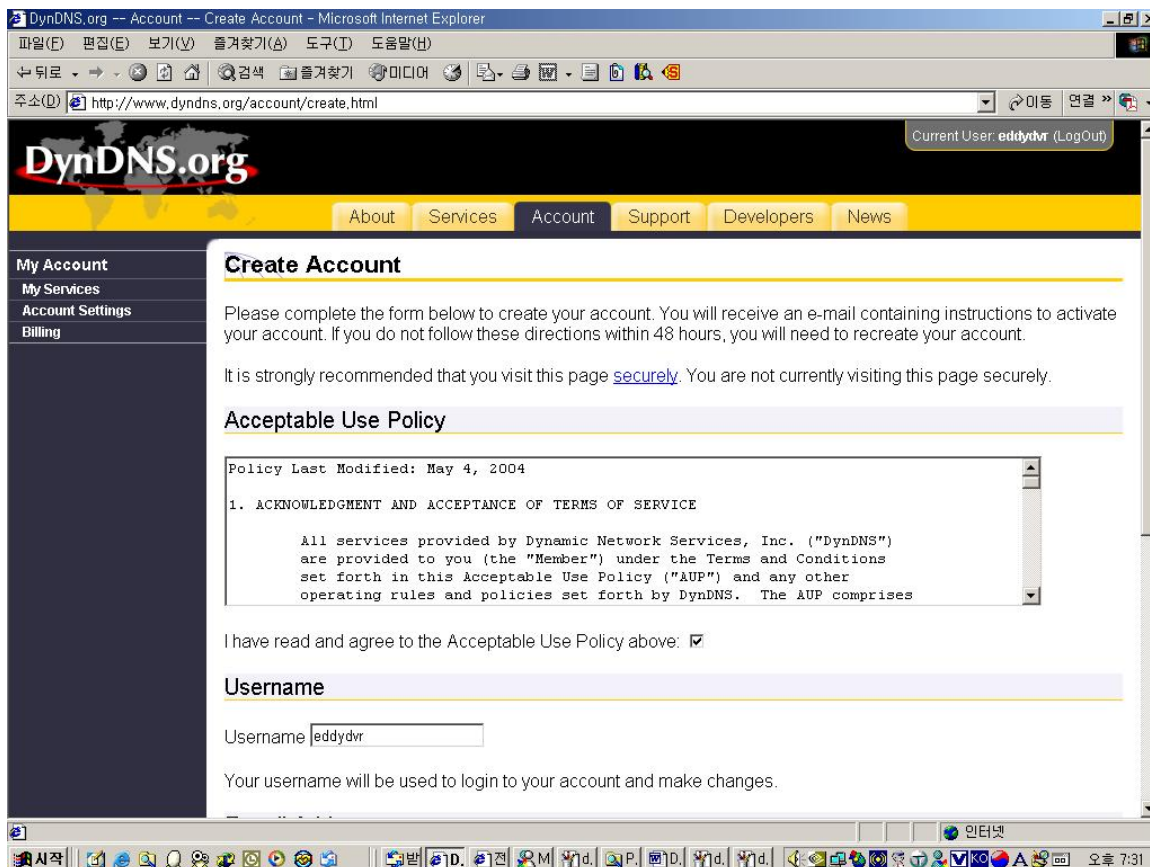 DynDNS.org -- Account -- Create Account - Microsoft Internet Explorer
파일(F) 편집(E) 보기(V) 즐겨찾기(A) 도구(T) 도움말(H)
뒤로 검색 즐겨찾기 미디어
주소(D) http://www.dyndns.org/account/create.html 이동 연결 »
Current User: eddydvr (LogOut)
DynDNS.org
About Services Account Support Developers News
My Account
My Services
Account Settings
Billing
Create Account
Please complete the form below to create your account. You will receive an e-mail containing instructions to activate
your account. If you do not follow these directions within 48 hours, you will need to recreate your account.
It is strongly recommended that you visit this page securely. You are not currently visiting this page securely.
Acceptable Use Policy
Policy Last Modified: May 4, 2004
1. ACKNOWLEDGMENT AND ACCEPTANCE OF TERMS OF SERVICE
All services provided by Dynamic Network Services, Inc. ("DynDNS")
are provided to you (the "Member") under the Terms and Conditions
set forth in this Acceptable Use Policy ("AUP") and any other
operating rules and policies set forth by DynDNS. The AUP comprises
I have read and agree to the Acceptable Use Policy above:
Username
Username eddydvr
Your username will be used to login to your account and make changes.
인터넷
시작 받 D. 전 M d. P. D. d. d. 오후 7:31